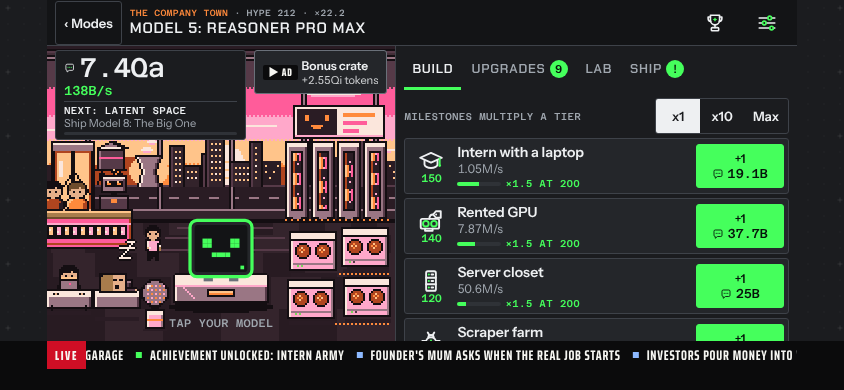 ‹ Modes
THE COMPANY TOWN · HYPE 212 · ×22.2
MODEL 5: REASONER PRO MAX
7.40a
138B/s
NEXT: LATENT SPACE
Ship Model 8: The Big One
AD
Bonus crate
+2.55Qi tokens
BUILD
UPGRADES 9
LAB
SHIP !
MILESTONES MULTIPLY A TIER
x1
x10
Max
Intern with a laptop
1.05M/s
150
×1.5 AT 200
+1
19.1B
Rented GPU
7.87M/s
140
×1.5 AT 200
+1
37.7B
Server closet
50.6M/s
120
×1.5 AT 200
+1
25B
Scraper farm
+1
Z
TAP YOUR MODEL
LIVE
GARAGE ACHIEVEMENT UNLOCKED: INTERN ARMY FOUNDER'S MUM ASKS WHEN THE REAL JOB STARTS INVESTORS POUR MONEY INTO